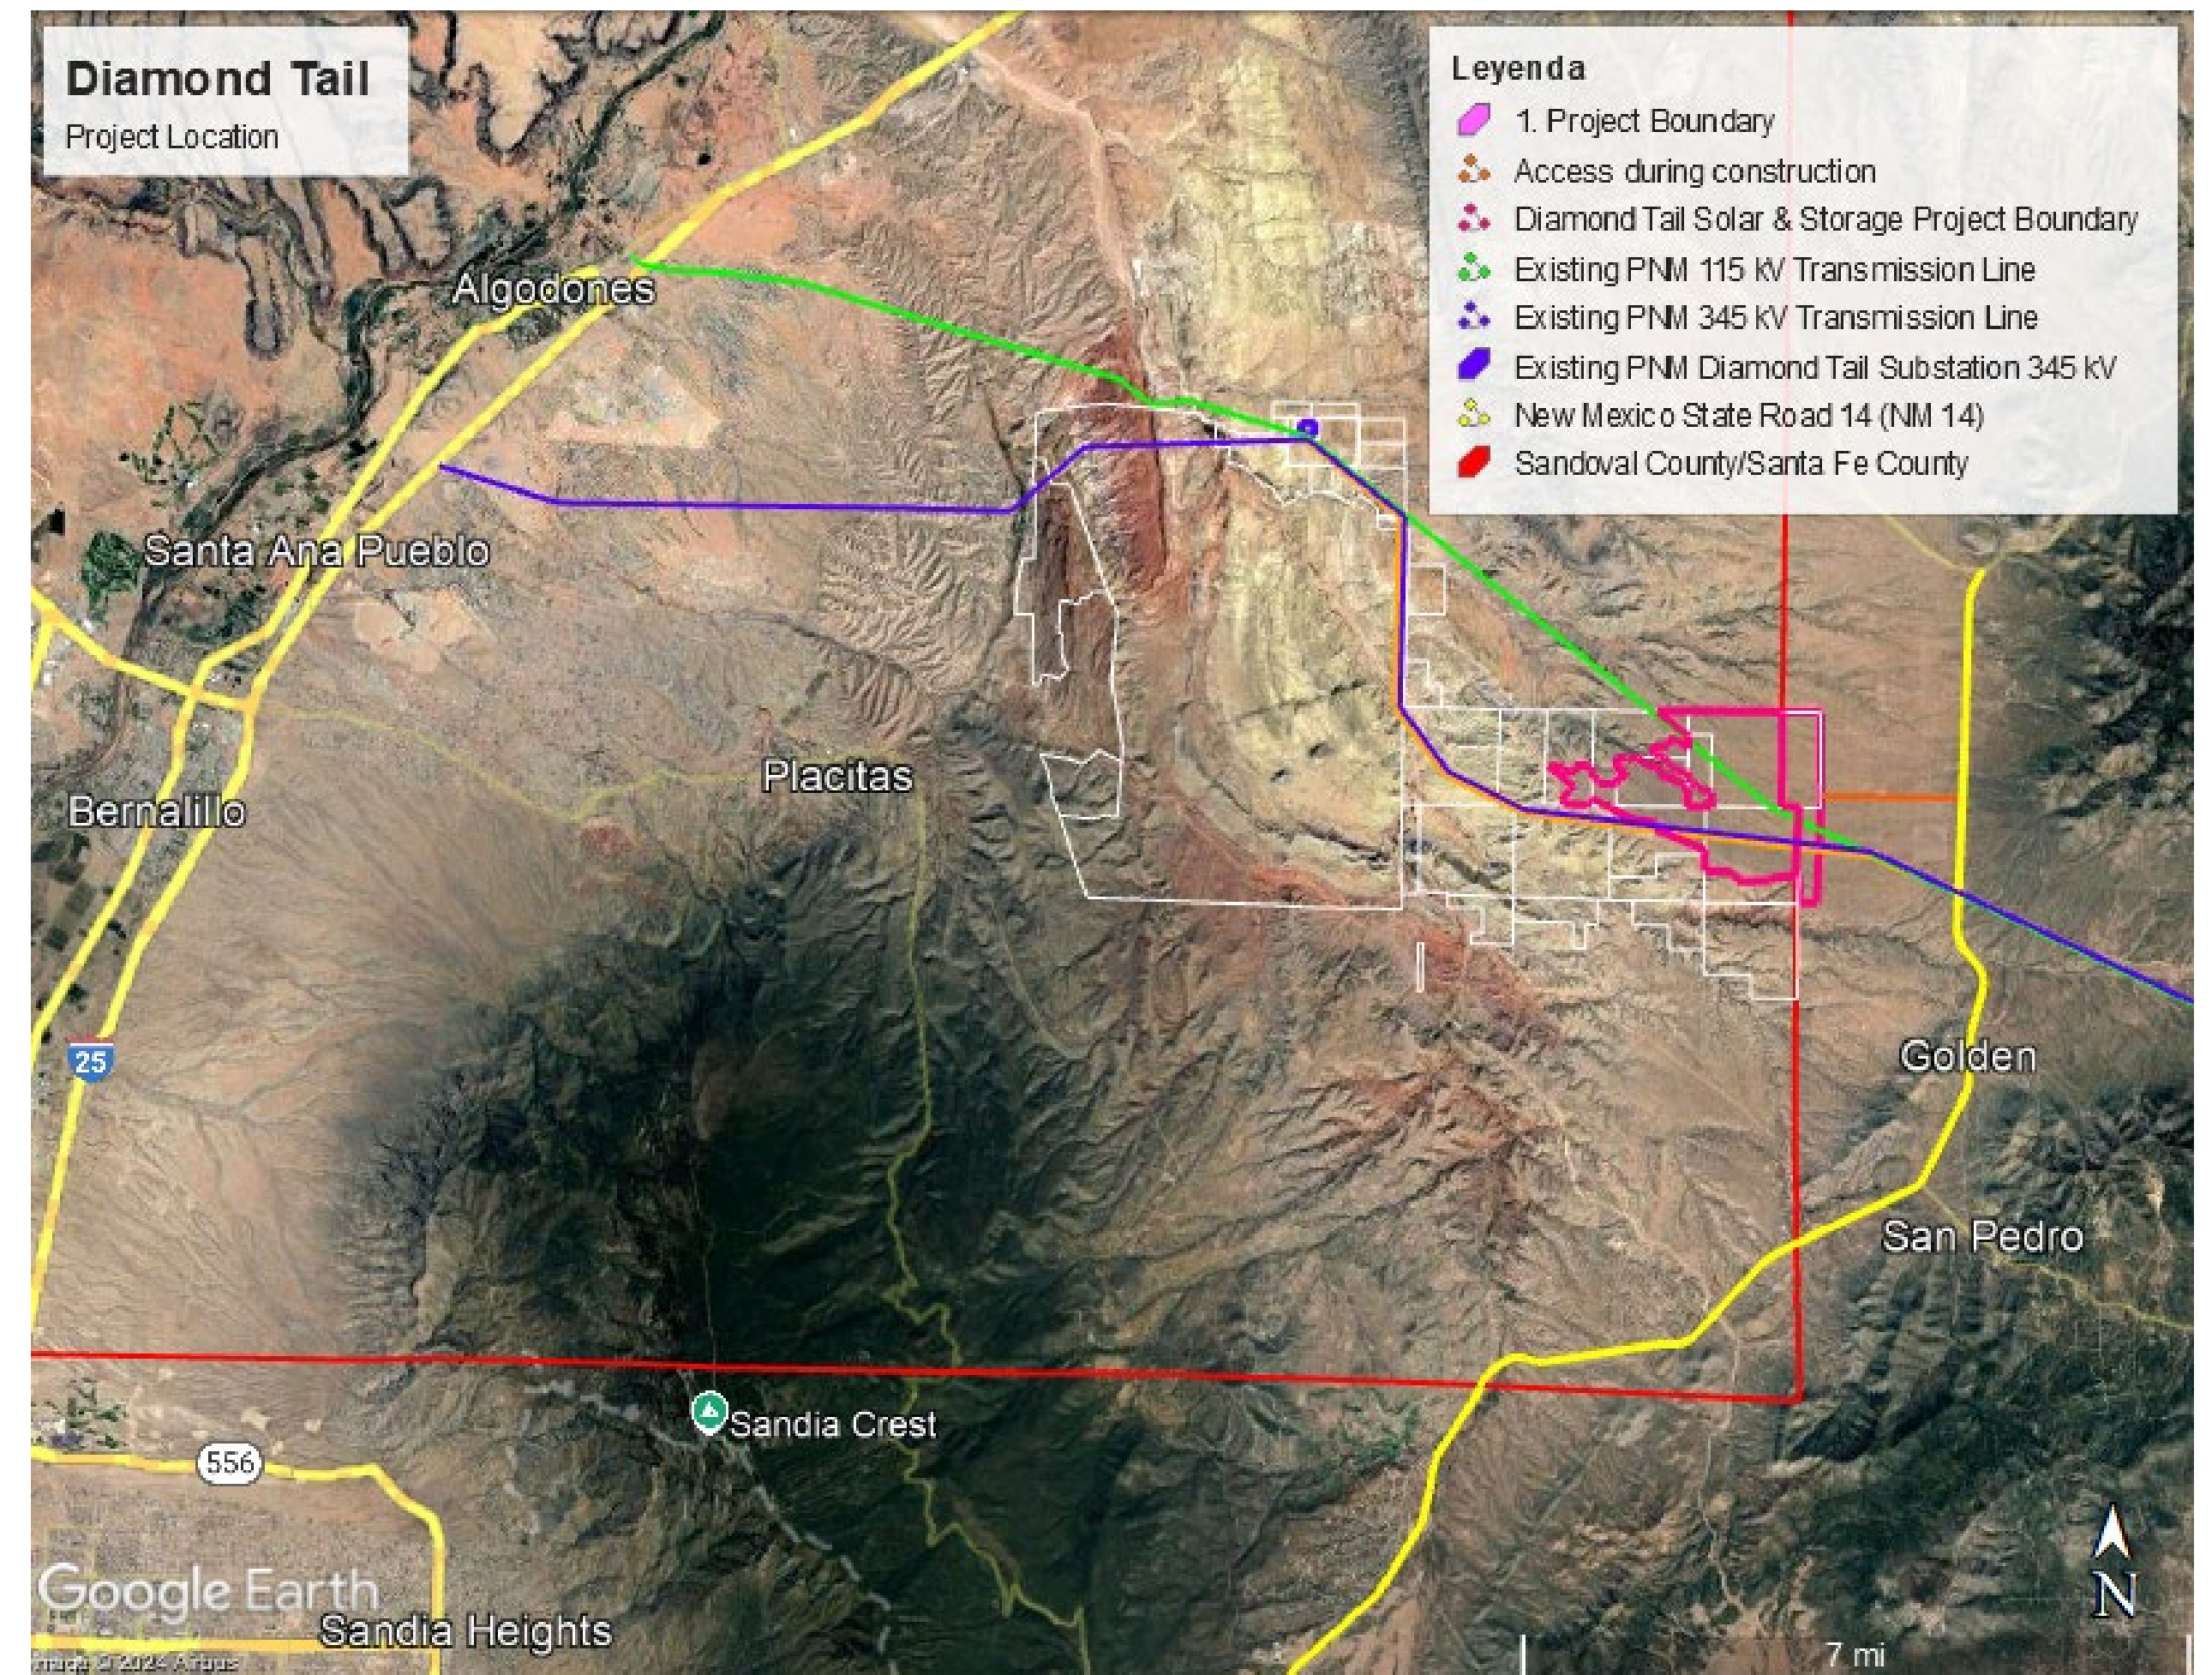 Diamond Tail
Project Location
Leyenda
1. Project Boundary
Access during construction
Diamond Tail Solar & Storage Project Boundary
Existing PNM 115 kV Transmission Line
Existing PNM 345 kV Transmission Line
Existing PNM Diamond Tail Substation 345 kV
New Mexico State Road 14 (NM 14)
Sandoval County/Santa Fe County
Algodones
Santa Ana Pueblo
Placitas
Bernalillo
25
Golden
San Pedro
Sandia Crest
556
Google Earth
Sandia Heights
N
7 mi
© 2024 Airbus